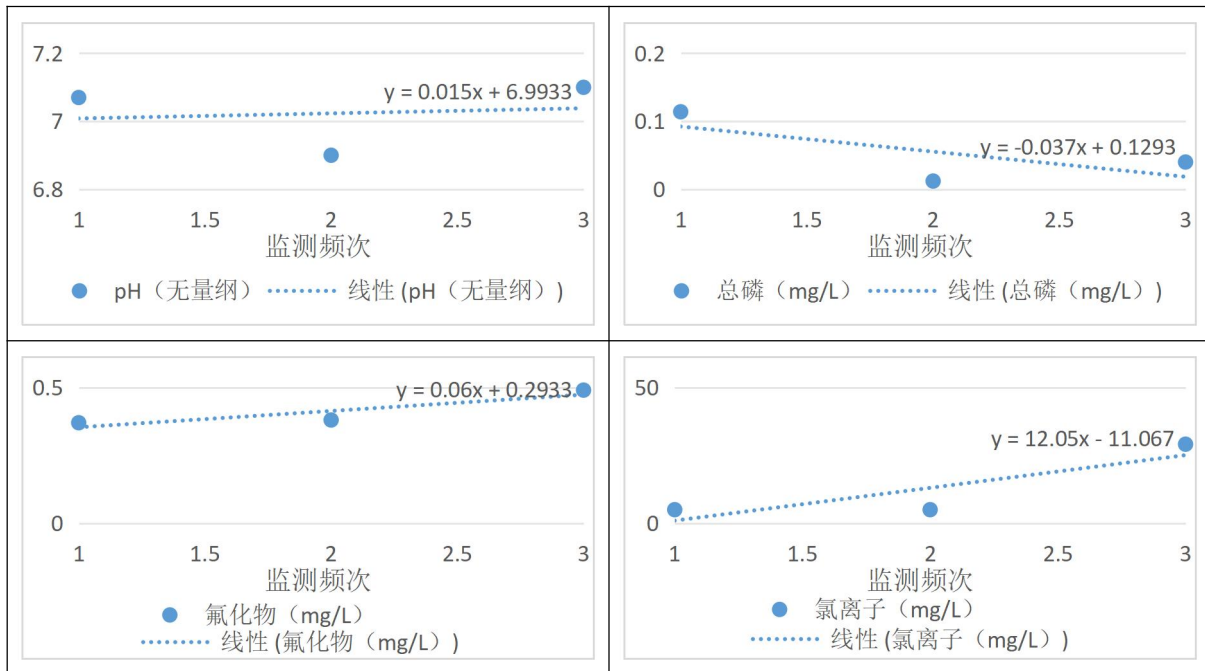 7.2
y = 0.015x + 6.9933
7
6.8
1 1.5 2 2.5 3
监测频次
pH（无量纲） 线性 (pH（无量纲）)
0.2
0.1
y = -0.037x + 0.1293
0
1 1.5 2 2.5 3
监测频次
总磷（mg/L） 线性 (总磷（mg/L）)
0.5
y = 0.06x + 0.2933
0
1 1.5 2 2.5 3
监测频次
氟化物（mg/L）
线性 (氟化物（mg/L）)
50
y = 12.05x - 11.067
0
1 1.5 2 2.5 3
监测频次
氯离子（mg/L）
线性 (氯离子（mg/L）)